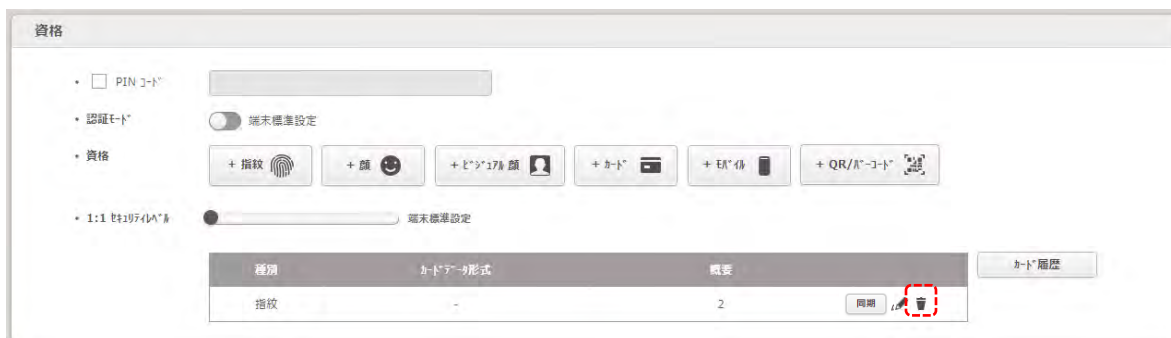 資格
• PIN ｺｰﾄﾞ
• 認証ﾓｰﾄﾞ 端末標準設定
• 資格 + 指紋 + 顔 + ﾋﾞｼﾞｭｱﾙ 顔 + ｶｰﾄﾞ + ﾓﾊﾞｲﾙ + QR/ﾊﾞｰｺｰﾄﾞ
• 1:1 ｾｷｭﾘﾃｨﾚﾍﾞﾙ 端末標準設定
種別 ｶｰﾄﾞﾃﾞｰﾀ形式 概要 ｶｰﾄﾞ履歴
指紋 - 2 同期